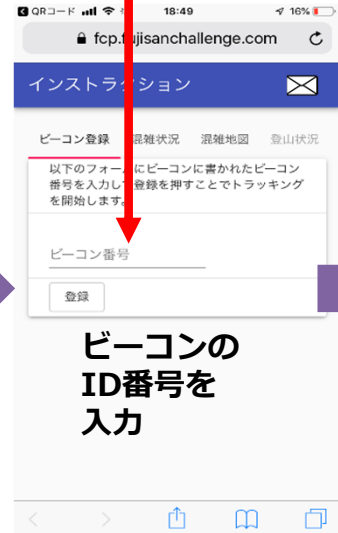 QRコード 18:49 16%
fcp.fujisanchallenge.com
インストラクション
ビーコン登録 混雑状況 混雑地図 登山状況
以下のフォームにビーコンに書かれたビーコン
番号を入力して登録を押すことでトラッキング
を開始します。
ビーコン番号
登録
ビーコンの
ID番号を
入力